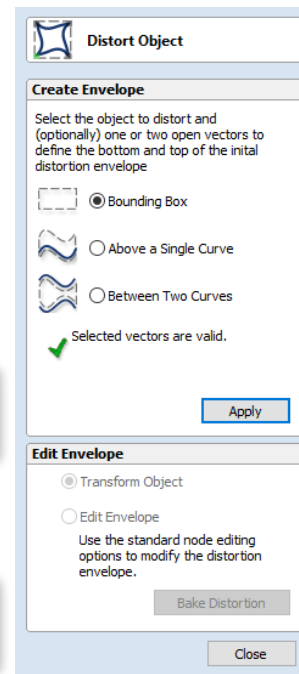 Distort Object
Create Envelope
Select the object to distort and
(optionally) one or two open vectors to
define the bottom and top of the inital
distortion envelope
Bounding Box
Above a Single Curve
Between Two Curves
Selected vectors are valid.
Apply
Edit Envelope
Transform Object
Edit Envelope
Use the standard node editing
options to modify the distortion
envelope.
Bake Distortion
Close